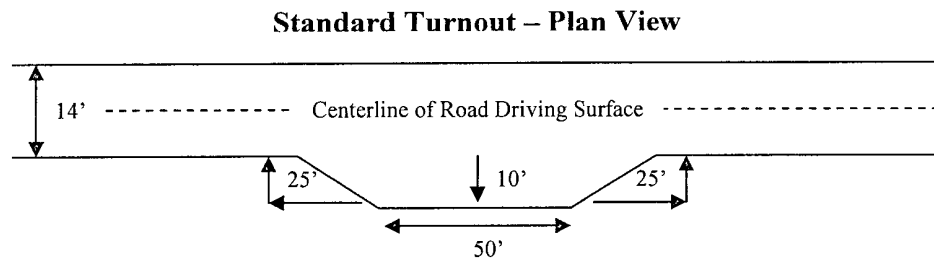 Standard Turnout – Plan View
14’
Centerline of Road Driving Surface
25’
10’
25’
50’